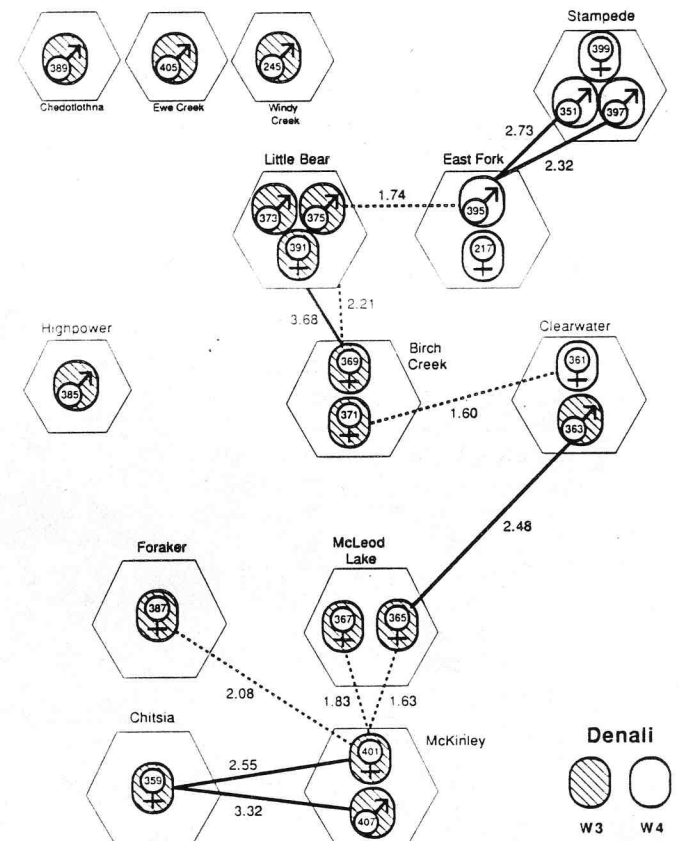 Stampede
399
351
397
389
405
245
Chedotlothna
Ewe Creek
Windy
Creek
2.73
2.32
Little Bear
East Fork
373
375
391
1.74
395
217
3.68
2.21
Highpower
385
Birch
Creek
369
371
1.60
Clearwater
361
363
2.48
Foraker
387
McLeod
Lake
367
365
2.08
1.83
1.63
Chitsia
359
2.55
3.32
McKinley
401
407
Denali
W3
W4